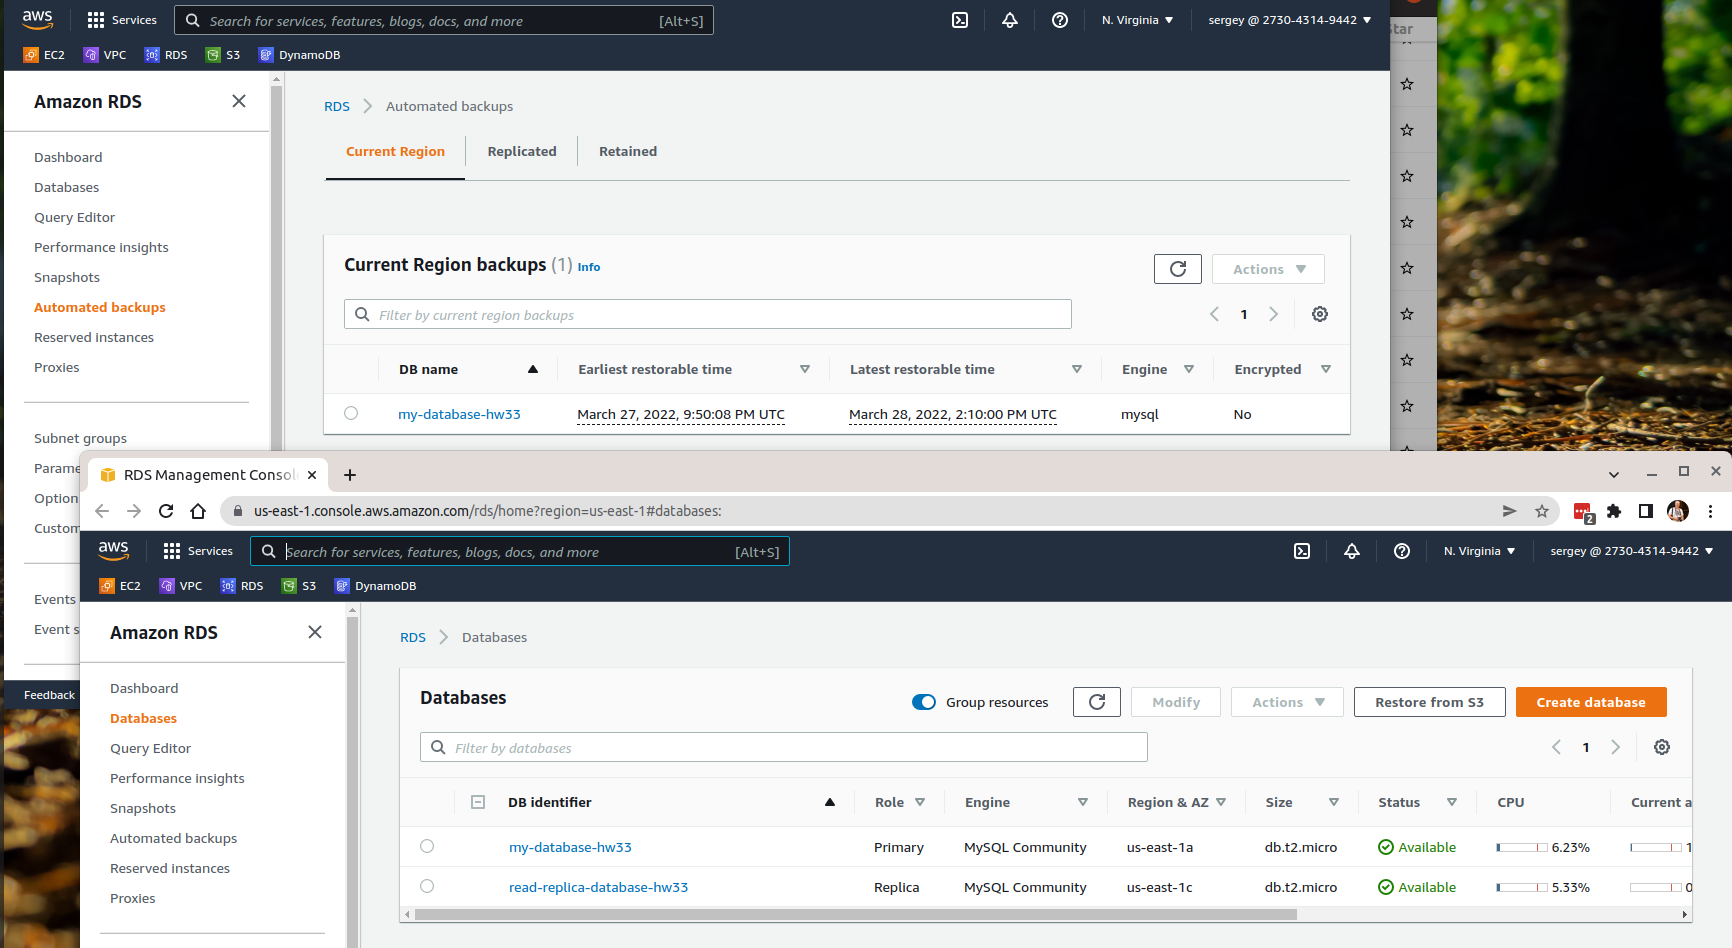 aws Services Search for services, features, blogs, docs, and more [Alt+S] N. Virginia sergey @ 2730-4314-9442
EC2 VPC RDS S3 DynamoDB
Amazon RDS
Dashboard
Databases
Query Editor
Performance insights
Snapshots
Automated backups
Reserved instances
Proxies
Subnet groups
Events
Feedback
RDS Automated backups
Current Region Replicated Retained
Current Region backups (1) Info Actions
Filter by current region backups 1
DB name Earliest restorable time Latest restorable time Engine Encrypted
my-database-hw33 March 27, 2022, 9:50:08 PM UTC March 28, 2022, 2:10:00 PM UTC mysql No
RDS Management Consol
us-east-1.console.aws.amazon.com/rds/home?region=us-east-1#databases: 2
aws Services Search for services, features, blogs, docs, and more [Alt+S] N. Virginia sergey @ 2730-4314-9442
EC2 VPC RDS S3 DynamoDB
Amazon RDS
Dashboard
Databases
Query Editor
Performance insights
Snapshots
Automated backups
Reserved instances
Proxies
RDS Databases
Databases Group resources Modify Actions Restore from S3 Create database
Filter by databases 1
DB identifier Role Engine Region & AZ Size Status CPU Current a
my-database-hw33 Primary MySQL Community us-east-1a db.t2.micro Available 6.23% 1
read-replica-database-hw33 Replica MySQL Community us-east-1c db.t2.micro Available 5.33% 0